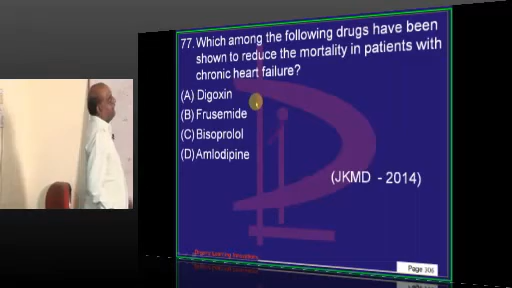 77. Which among the following drugs have been
shown to reduce the mortality in patients with
chronic heart failure?
(A) Digoxin
(B) Frusemide
(C) Bisoprolol
(D) Amlodipine
(JKMD - 2014)
Page 306